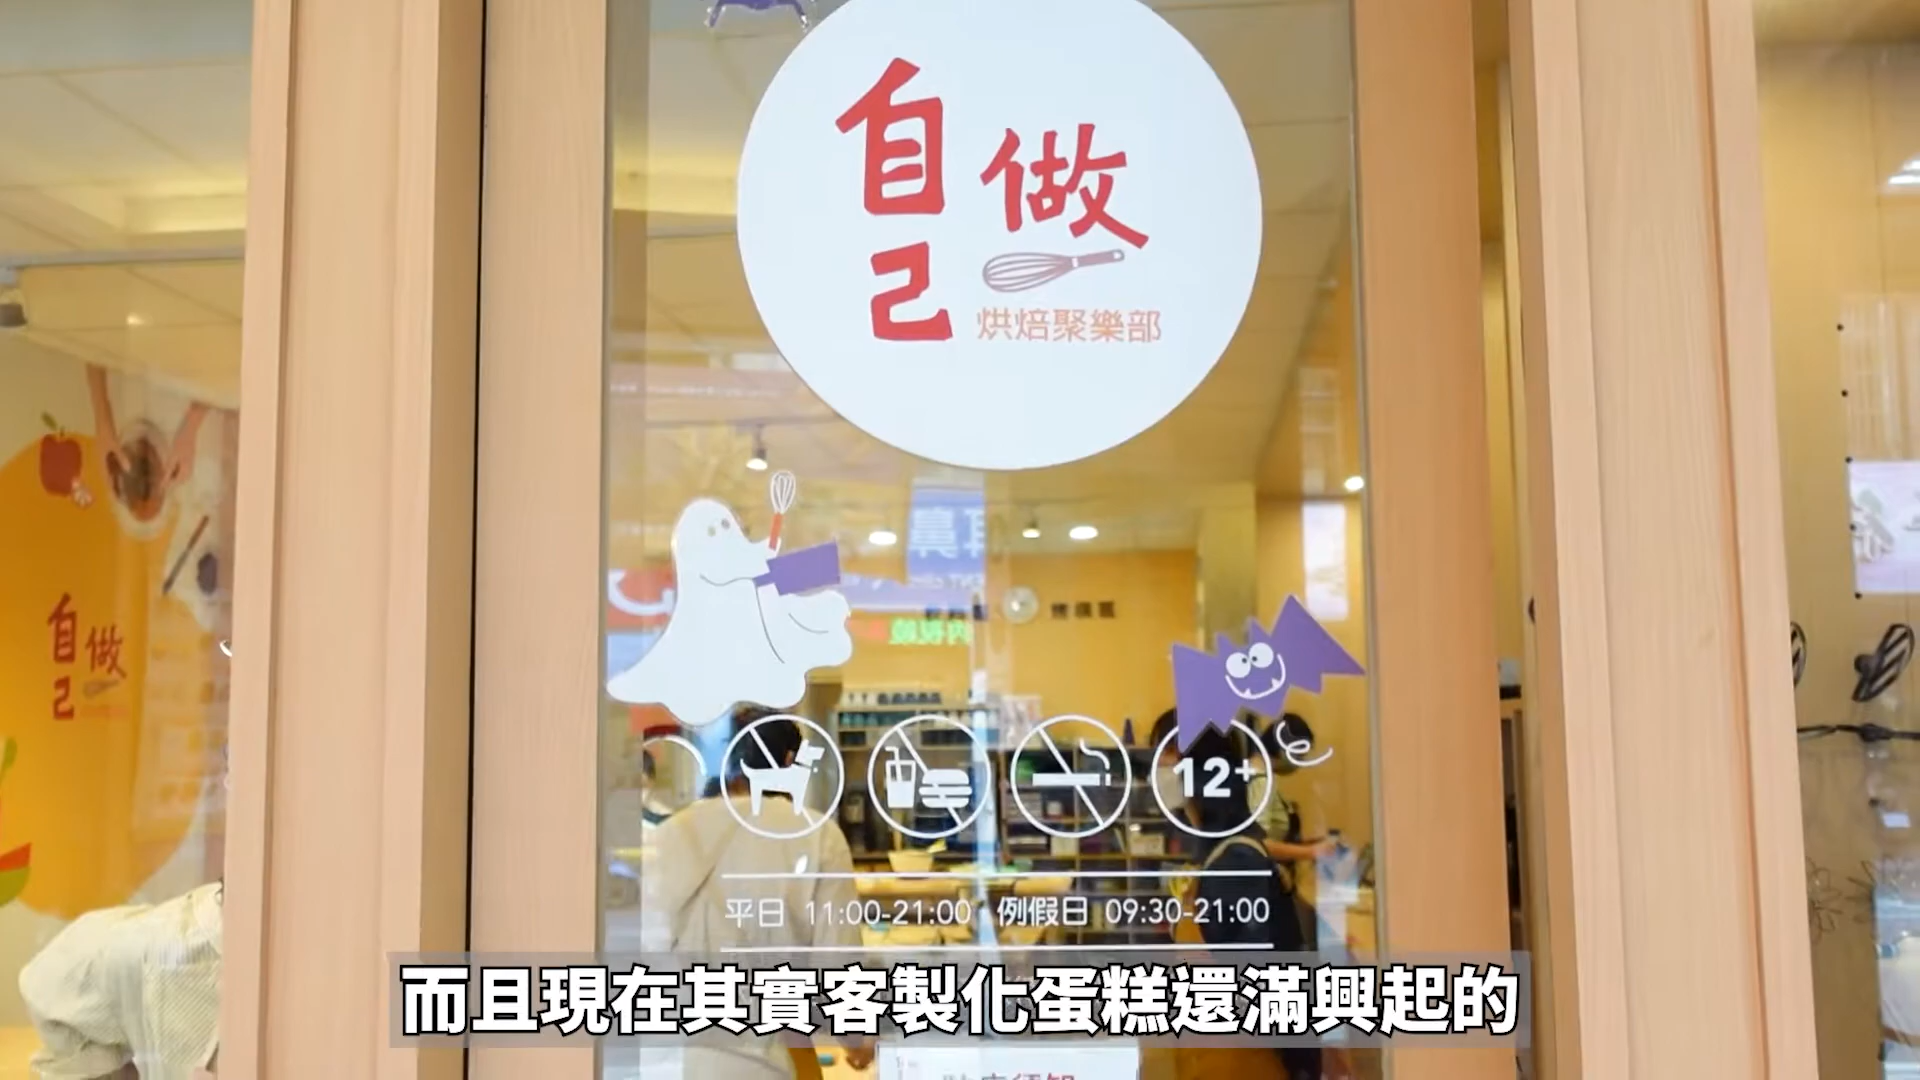 自己
做
烘焙聚樂部
自己
做
12+
平日 11:00-21:00 例假日 09:30-21:00
而且現在其實客製化蛋糕還滿興起的